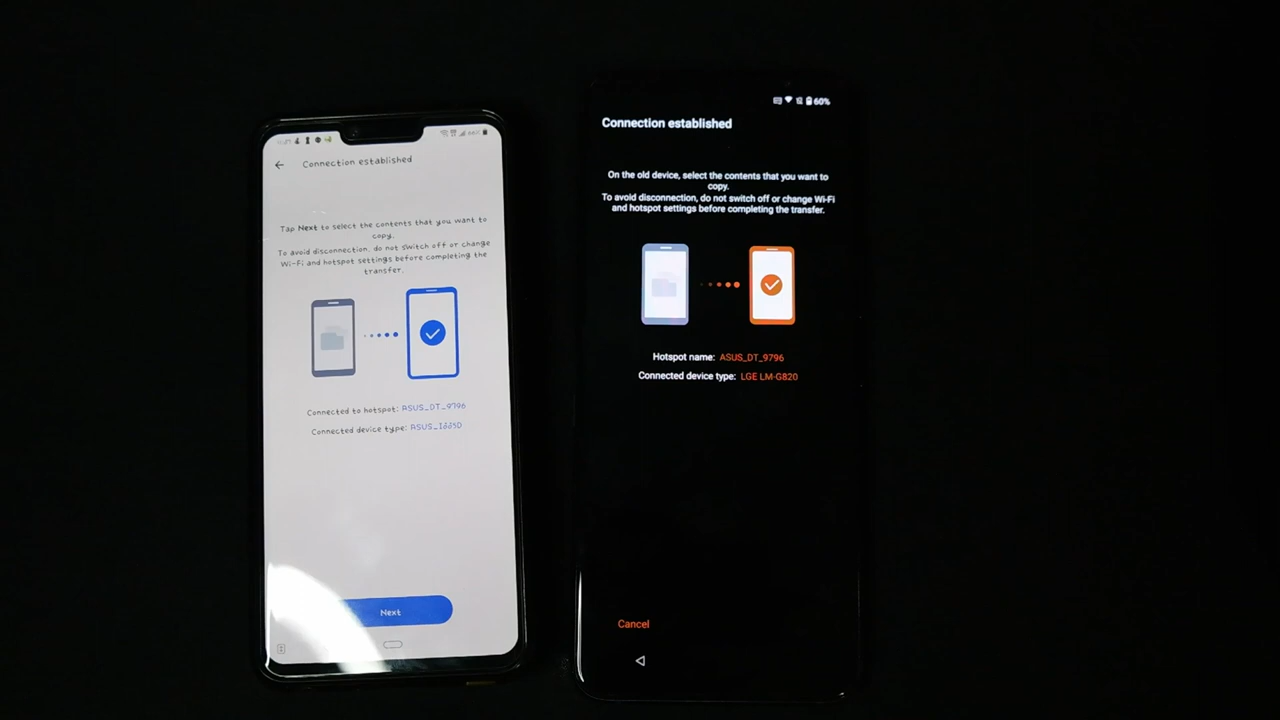 Connection established
Tap Next to select the contents that you want to
copy.
To avoid disconnection, do not switch off or change
Wi-Fi and hotspot settings before completing the
transfer.
Connected to hotspot: ASUS_DT_9796
Connected device type:
Next
60%
Connection established
On the old device, select the contents that you want to
copy.
To avoid disconnection, do not switch off or change Wi-Fi
and hotspot settings before completing the transfer.
Hotspot name: ASUS_DT_9796
Connected device type: LGE LM-G820
Cancel